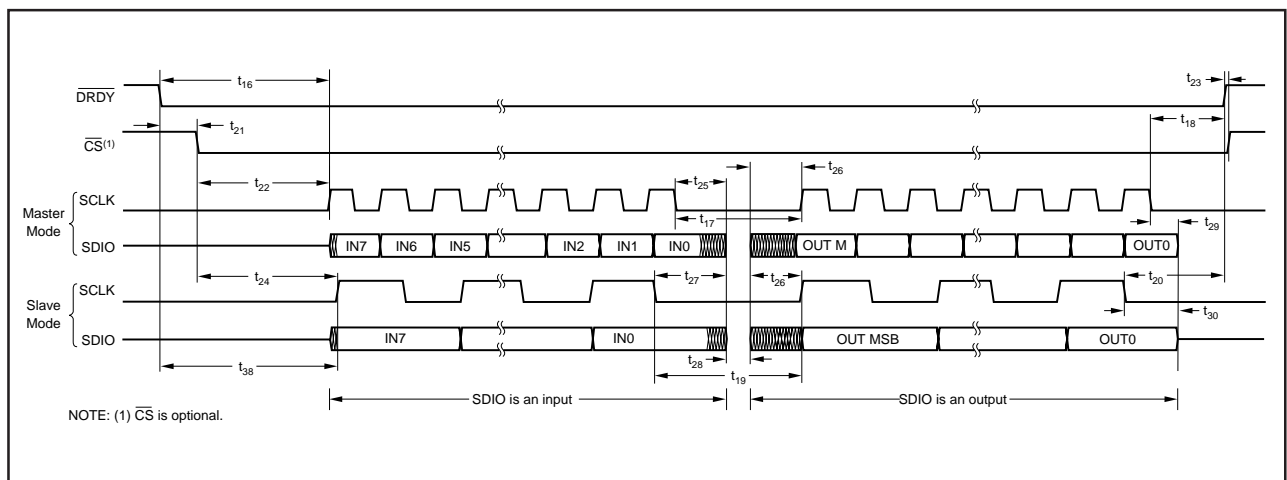 t16
t23
DRDY
t21
t18
CS(1)
t22
t25
t26
SCLK
Master
Mode
t17
t29
SDIO
IN7 IN6 IN5 IN2 IN1 IN0 OUT M OUT0
t24
t27
t26
t20
SCLK
Slave
Mode
t30
SDIO
IN7 IN0 OUT MSB OUT0
t28
t38
t19
SDIO is an input
SDIO is an output
NOTE: (1) CS is optional.